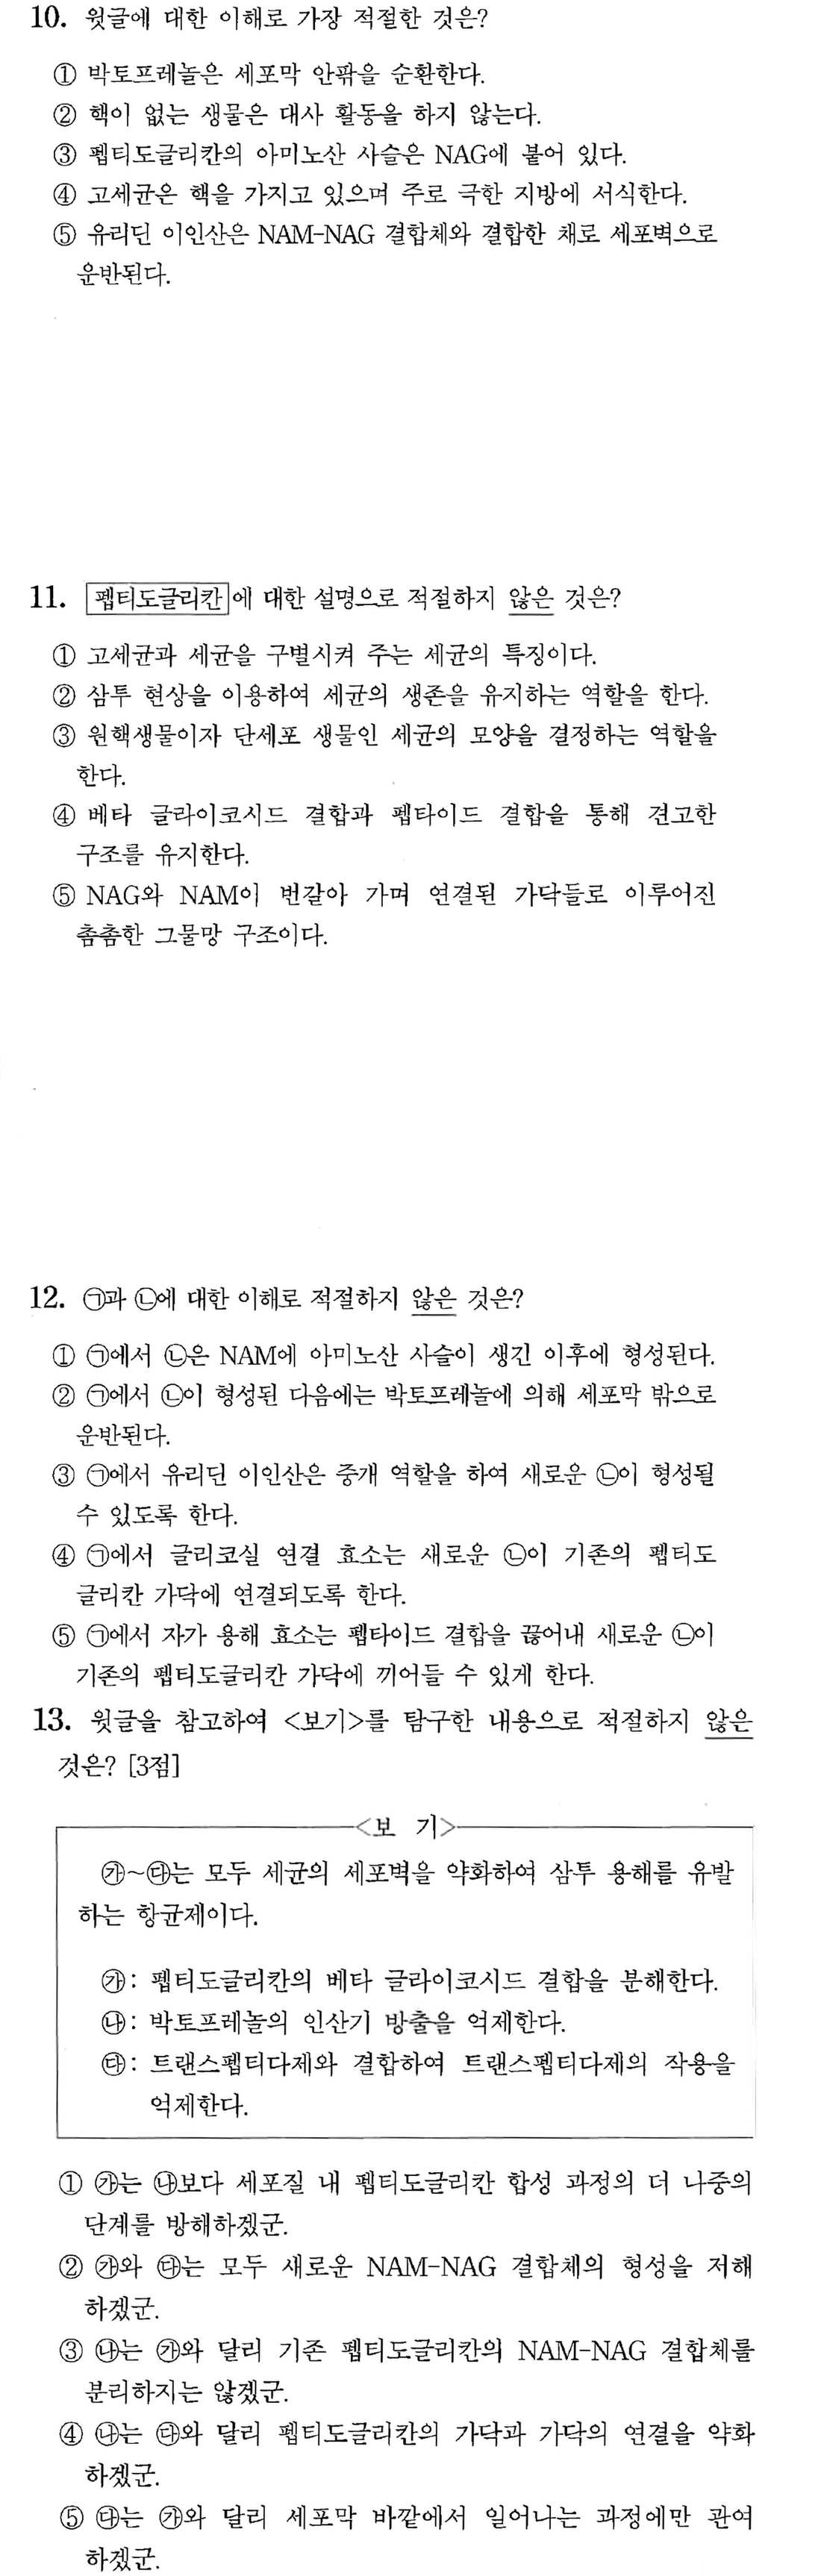 10. 윗글에 대한 이해로 가장 적절한 것은?
① 박토프레놀은 세포막 안팎을 순환한다.
② 핵이 없는 생물은 대사 활동을 하지 않는다.
③ 펩티도글리칸의 아미노산 사슬은 NAG에 붙어 있다.
④ 고세균은 핵을 가지고 있으며 주로 극한 지방에 서식한다.
⑤ 유리딘 이인산은 NAM-NAG 결합체와 결합한 채로 세포벽으로
운반된다.
11. 펩티도글리칸에 대한 설명으로 적절하지 않은 것은?
① 고세균과 세균을 구별시켜 주는 세균의 특징이다.
② 삼투 현상을 이용하여 세균의 생존을 유지하는 역할을 한다.
③ 원핵생물이자 단세포 생물인 세균의 모양을 결정하는 역할을
한다.
④ 베타 글라이코시드 결합과 펩타이드 결합을 통해 견고한
구조를 유지한다.
⑤ NAG와 NAM이 번갈아 가며 연결된 가닥들로 이루어진
촘촘한 그물망 구조이다.
12. ㉠과 ㉡에 대한 이해로 적절하지 않은 것은?
① ㉠에서 ㉡은 NAM에 아미노산 사슬이 생긴 이후에 형성된다.
② ㉠에서 ㉡이 형성된 다음에는 박토프레놀에 의해 세포막 밖으로
운반된다.
③ ㉠에서 유리딘 이인산은 중개 역할을 하여 새로운 ㉡이 형성될
수 있도록 한다.
④ ㉠에서 글리코실 연결 효소는 새로운 ㉡이 기존의 펩티도
글리칸 가닥에 연결되도록 한다.
⑤ ㉠에서 자가 용해 효소는 펩타이드 결합을 끊어내 새로운 ㉡이
기존의 펩티도글리칸 가닥에 끼어들 수 있게 한다.
13. 윗글을 참고하여 <보기>를 탐구한 내용으로 적절하지 않은
것은? [3점]
<보 기>
㉮~㉰는 모두 세균의 세포벽을 약화하여 삼투 용해를 유발
하는 항균제이다.
㉮: 펩티도글리칸의 베타 글라이코시드 결합을 분해한다.
㉯: 박토프레놀의 인산기 방출을 억제한다.
㉰: 트랜스펩티다제와 결합하여 트랜스펩티다제의 작용을
억제한다.
① ㉮는 ㉯보다 세포질 내 펩티도글리칸 합성 과정의 더 나중의
단계를 방해하겠군.
② ㉮와 ㉰는 모두 새로운 NAM-NAG 결합체의 형성을 저해
하겠군.
③ ㉯는 ㉮와 달리 기존 펩티도글리칸의 NAM-NAG 결합체를
분리하지는 않겠군.
④ ㉯는 ㉰와 달리 펩티도글리칸의 가닥과 가닥의 연결을 약화
하겠군.
⑤ ㉰는 ㉮와 달리 세포막 바깥에서 일어나는 과정에만 관여
하겠군.